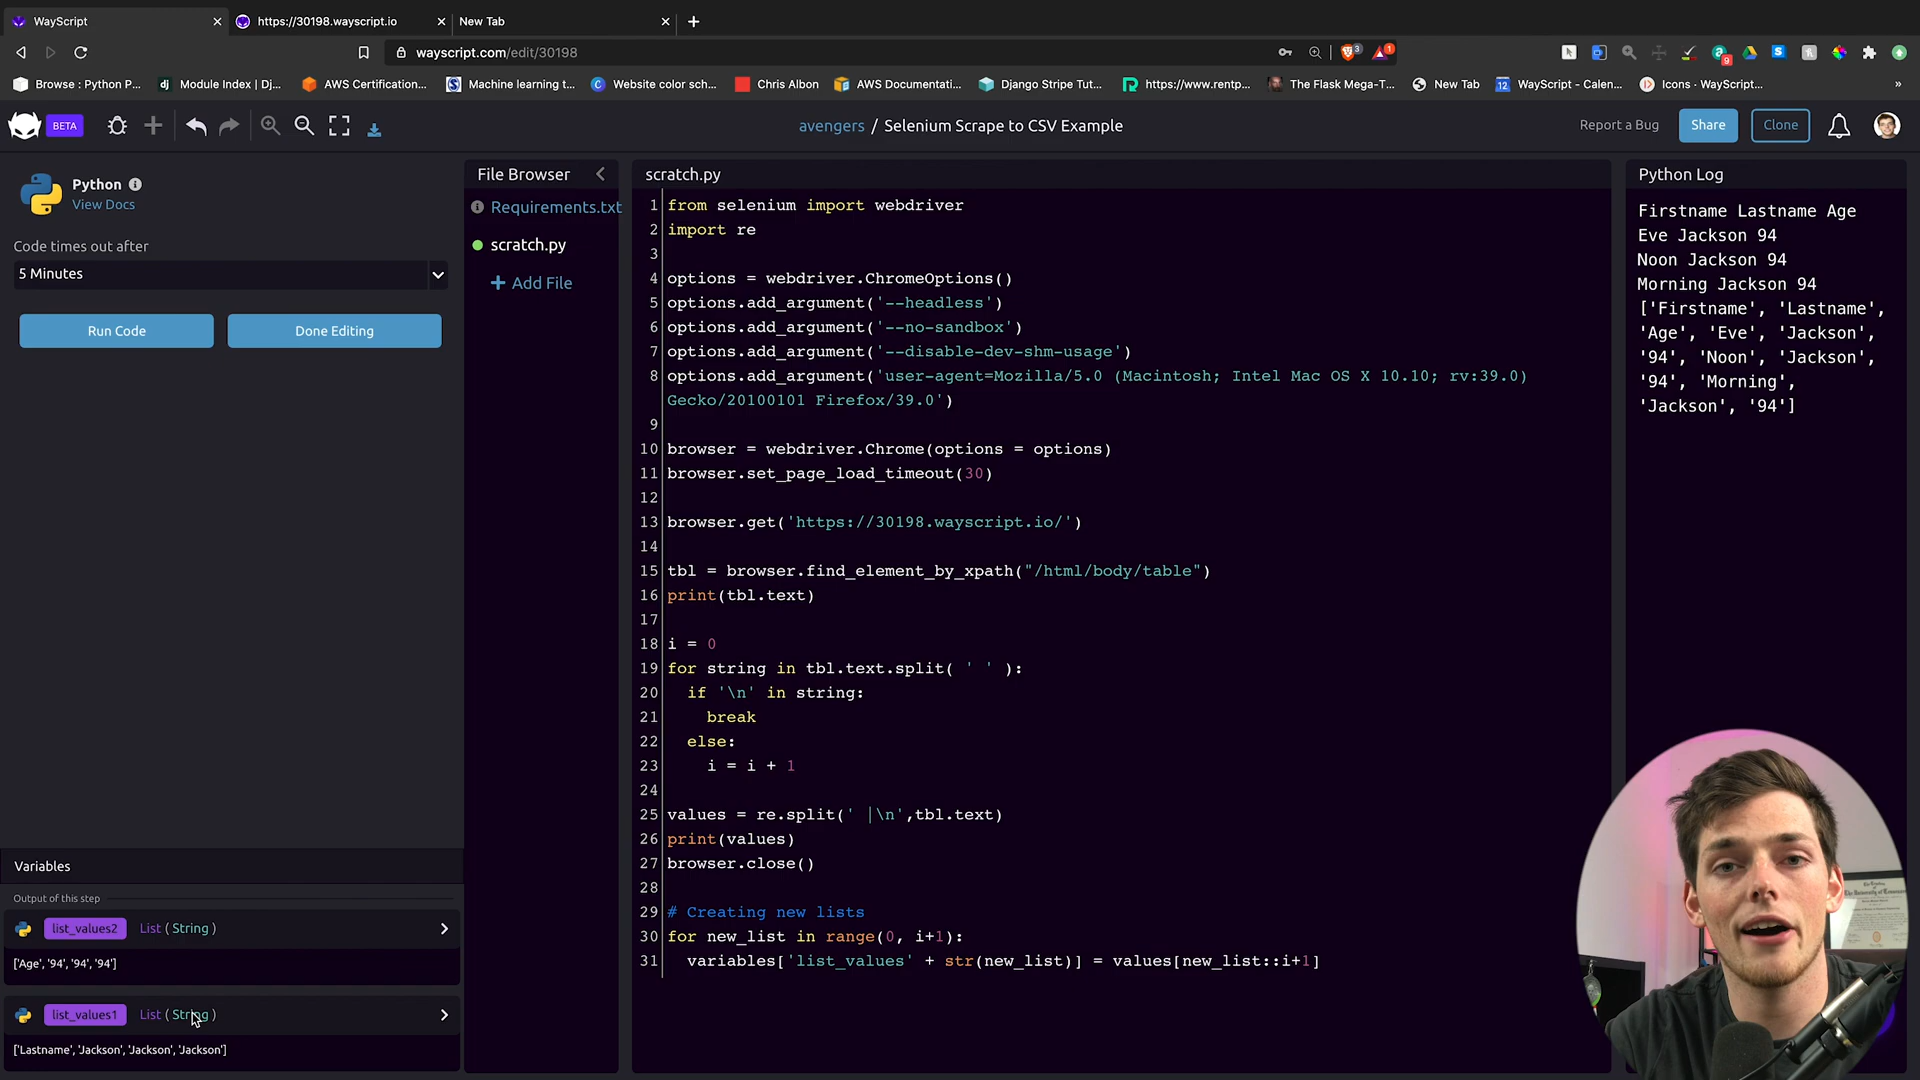 WayScript
https://30198.wayscript.io
New Tab
wayscript.com/edit/30198
3
1
9
Browse : Python P...
Module Index | Dj...
AWS Certification...
Machine learning t...
Website color sch...
Chris Albon
AWS Documentati...
Django Stripe Tut...
https://www.rentp...
The Flask Mega-T...
New Tab
12
WayScript - Calen...
Icons · WayScript...
»
BETA
avengers / Selenium Scrape to CSV Example
Report a Bug
Share
Clone
Python
View Docs
Code times out after
5 Minutes
Run Code
Done Editing
File Browser
Requirements.txt
scratch.py
Add File
scratch.py
1 from selenium import webdriver
2 import re
3
4 options = webdriver.ChromeOptions()
5 options.add_argument('--headless')
6 options.add_argument('--no-sandbox')
7 options.add_argument('--disable-dev-shm-usage')
8 options.add_argument('user-agent=Mozilla/5.0 (Macintosh; Intel Mac OS X 10.10; rv:39.0)
Gecko/20100101 Firefox/39.0')
9
10 browser = webdriver.Chrome(options = options)
11 browser.set_page_load_timeout(30)
12
13 browser.get('https://30198.wayscript.io/')
14
15 tbl = browser.find_element_by_xpath("/html/body/table")
16 print(tbl.text)
17
18 i = 0
19 for string in tbl.text.split( ' ' ):
20 if '\n' in string:
21 break
22 else:
23 i = i + 1
24
25 values = re.split(' |\n',tbl.text)
26 print(values)
27 browser.close()
28
29 # Creating new lists
30 for new_list in range(0, i+1):
31 variables['list_values' + str(new_list)] = values[new_list::i+1]
Python Log
Firstname Lastname Age
Eve Jackson 94
Noon Jackson 94
Morning Jackson 94
['Firstname', 'Lastname',
'Age', 'Eve', 'Jackson',
'94', 'Noon', 'Jackson',
'94', 'Morning',
'Jackson', '94']
Variables
Output of this step
list_values2 List ( String )
['Age', '94', '94', '94']
list_values1 List ( String )
['Lastname', 'Jackson', 'Jackson', 'Jackson']